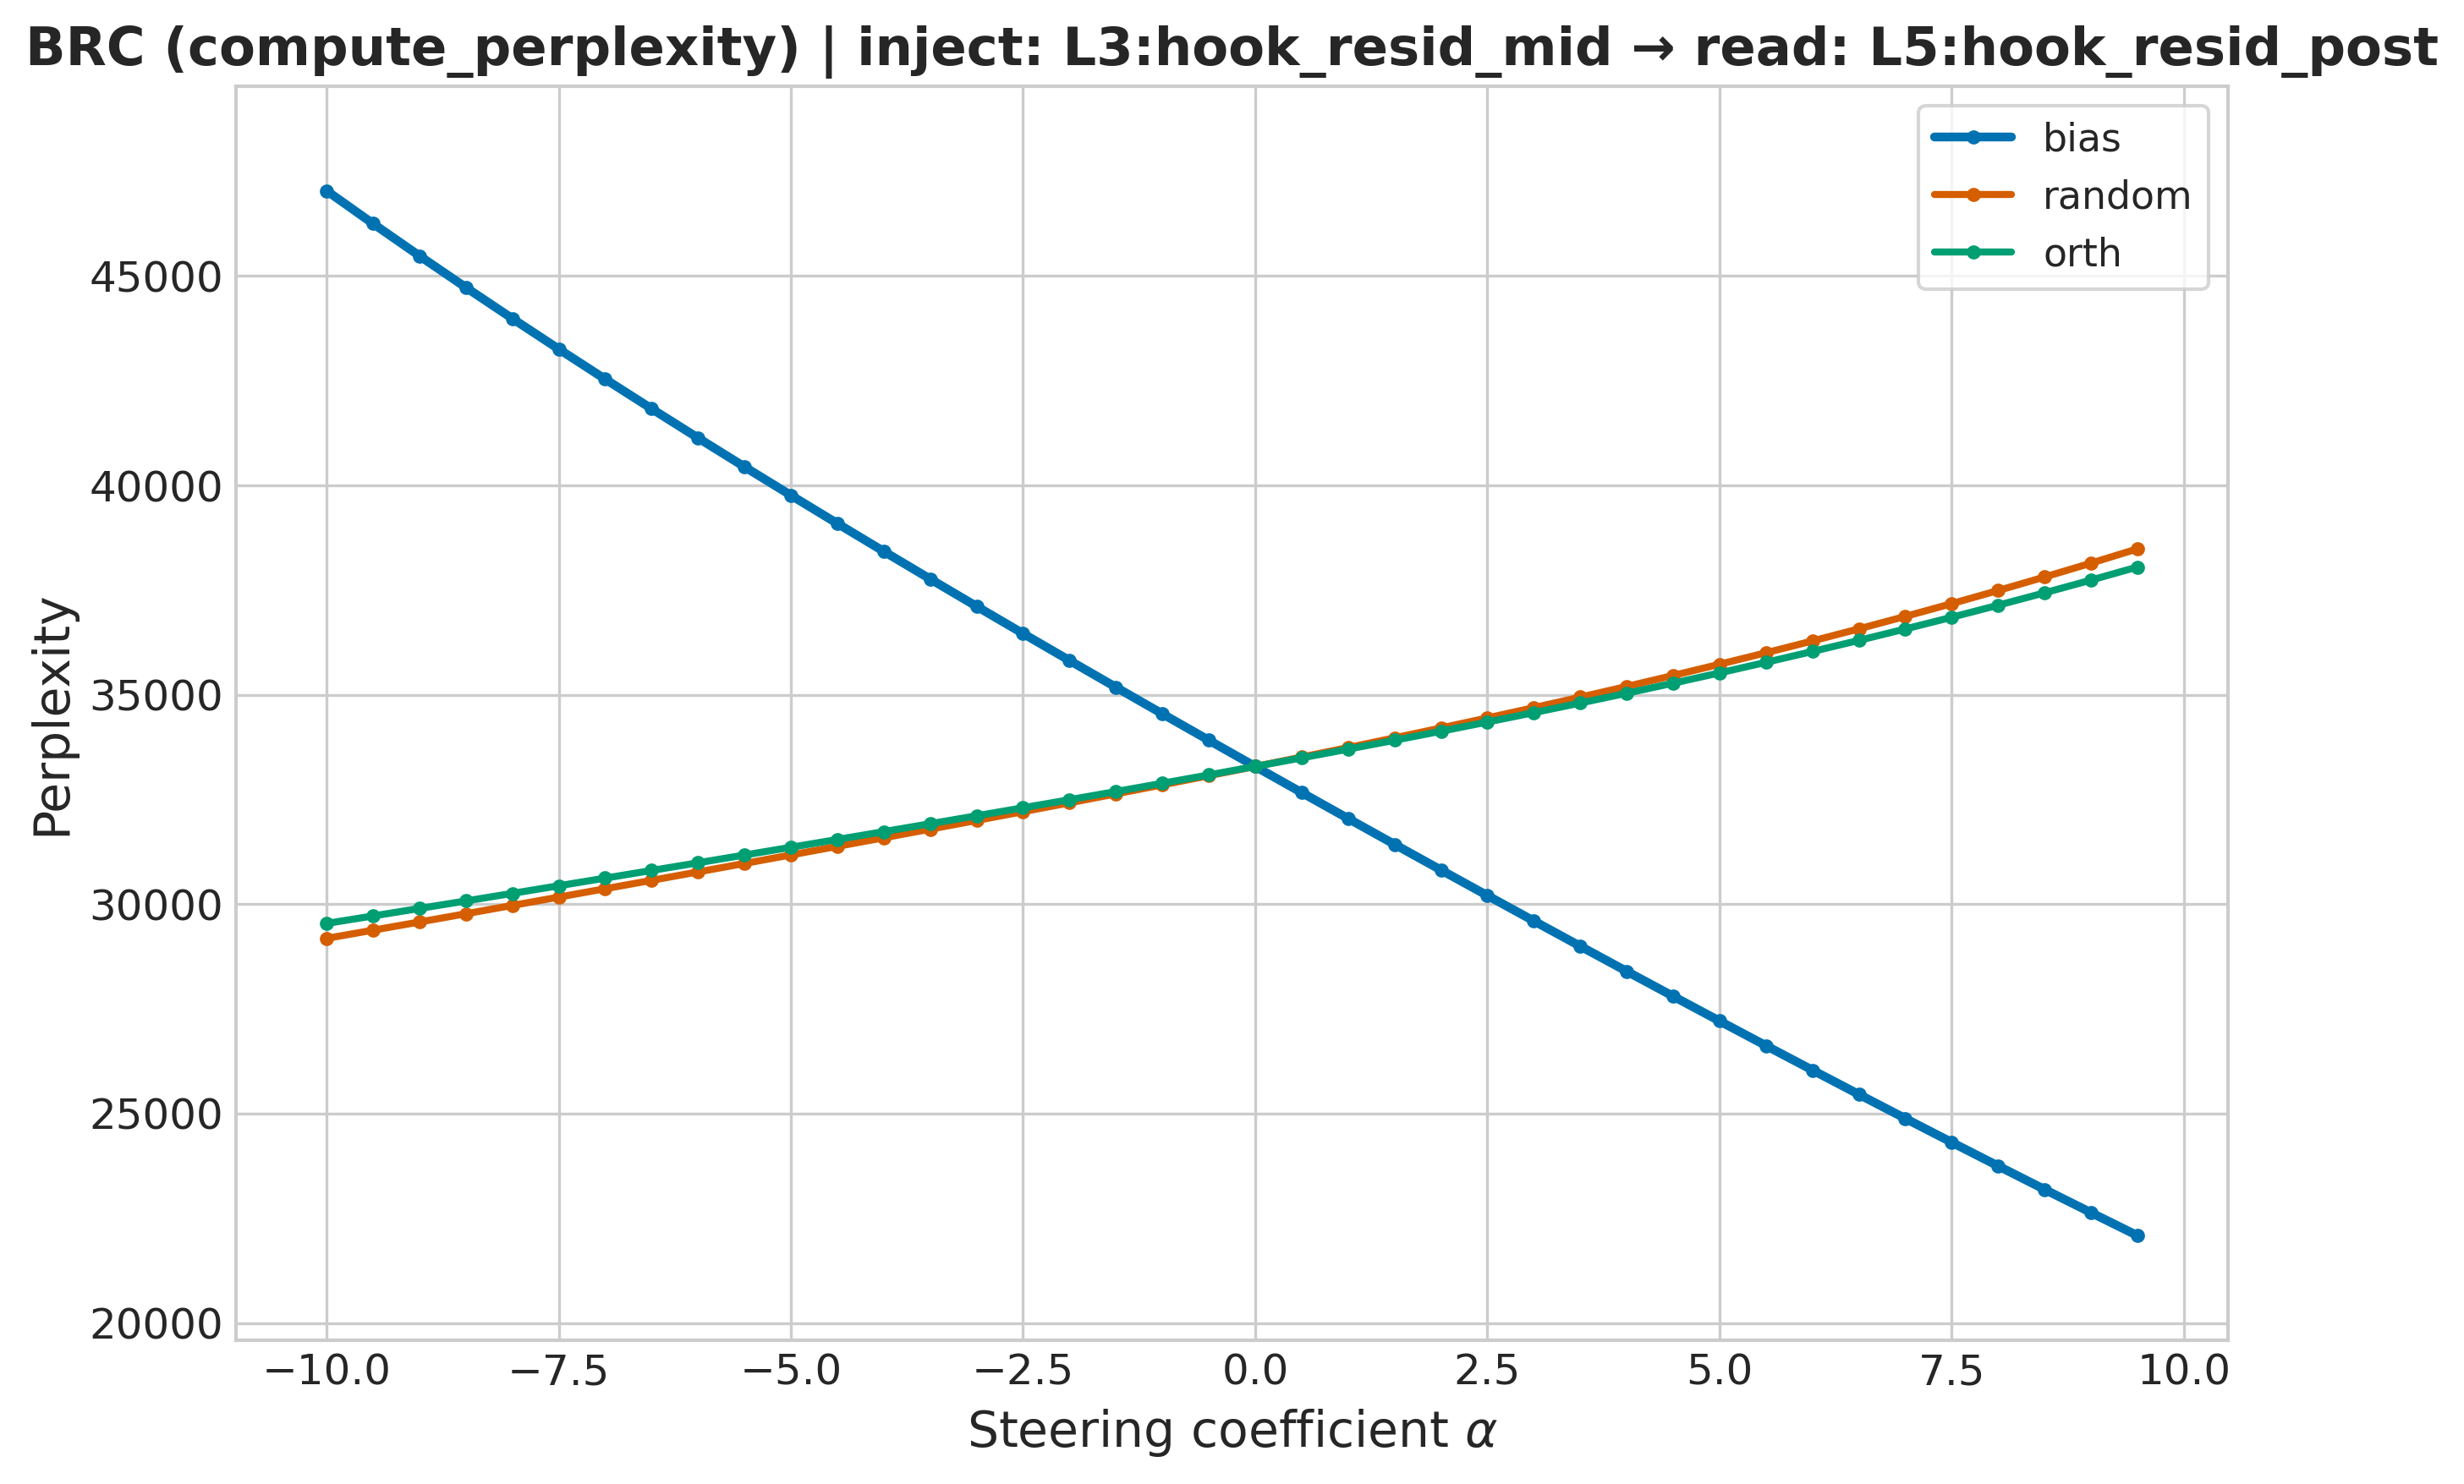 BRC (compute_perplexity) | inject: L3:hook_resid_mid → read: L5:hook_resid_post
bias
random
orth
Perplexity
45000
40000
35000
30000
25000
20000
−10.0 −7.5 −5.0 −2.5 0.0 2.5 5.0 7.5 10.0
Steering coefficient α